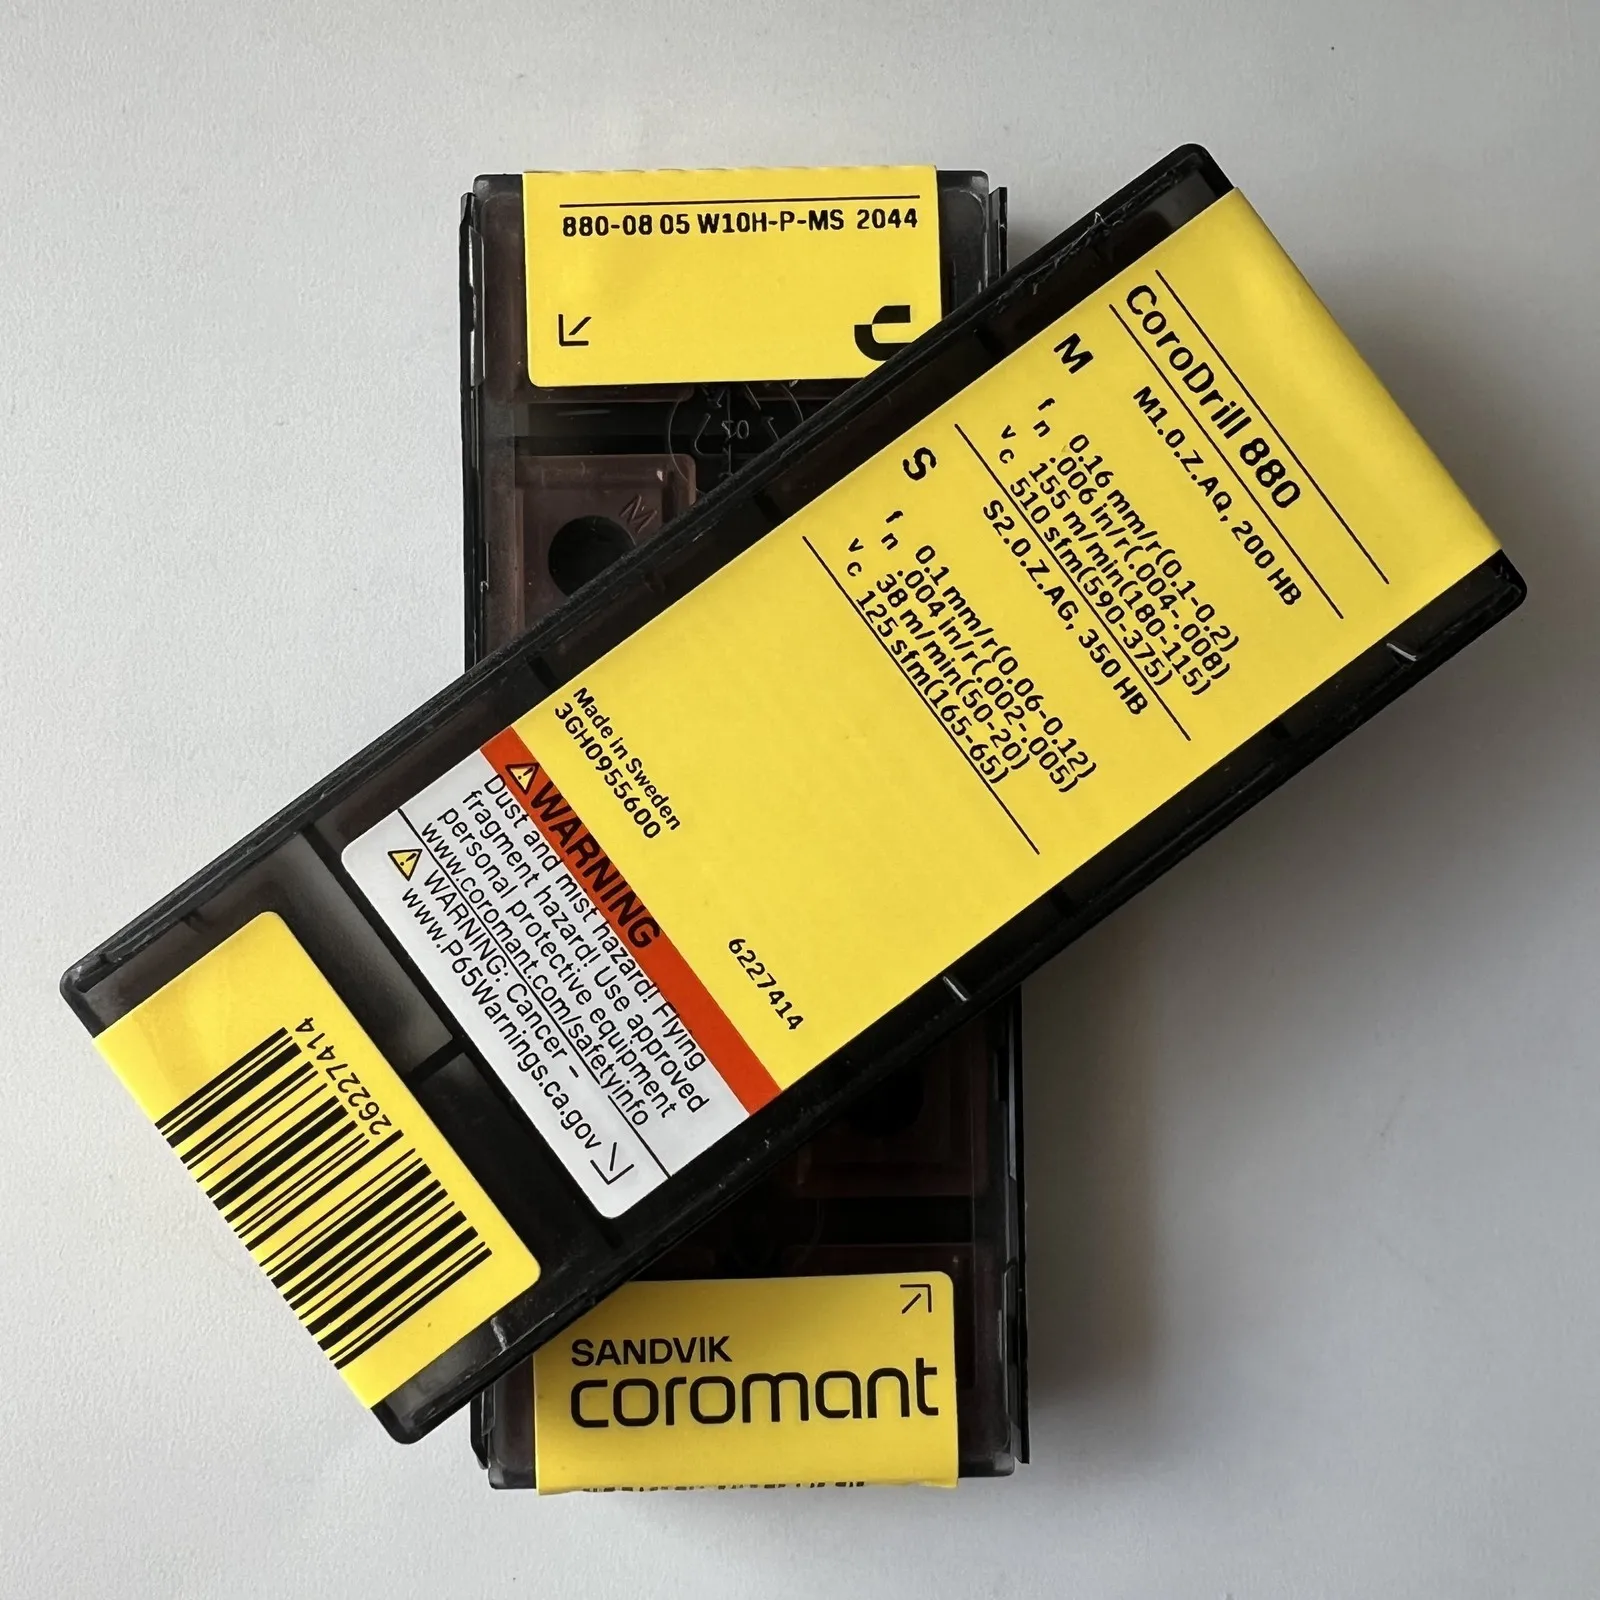 880-08 05 W10H-P-MS 2044
CoroDrill 880
M M1.0.Z.AQ, 200 HB
fn 0.16 mm/r(0.1-0.2)
.006 in/r(.004-.008)
vc 155 m/min(180-115)
510 sfm(590-375)
S S2.0.Z.AG, 350 HB
fn 0.1 mm/r(0.06-0.12)
.004 in/r(.002-.005)
vc 38 m/min(50-20)
125 sfm(165-65)
Made in Sweden
3GH0955600
6227414
WARNING
Dust and mist hazard! Flying
fragment hazard! Use approved
personal protective equipment
www.coromant.com/safetyinfo
WARNING: Cancer -
www.P65Warnings.ca.gov
26227414
SANDVIK
coromant
M